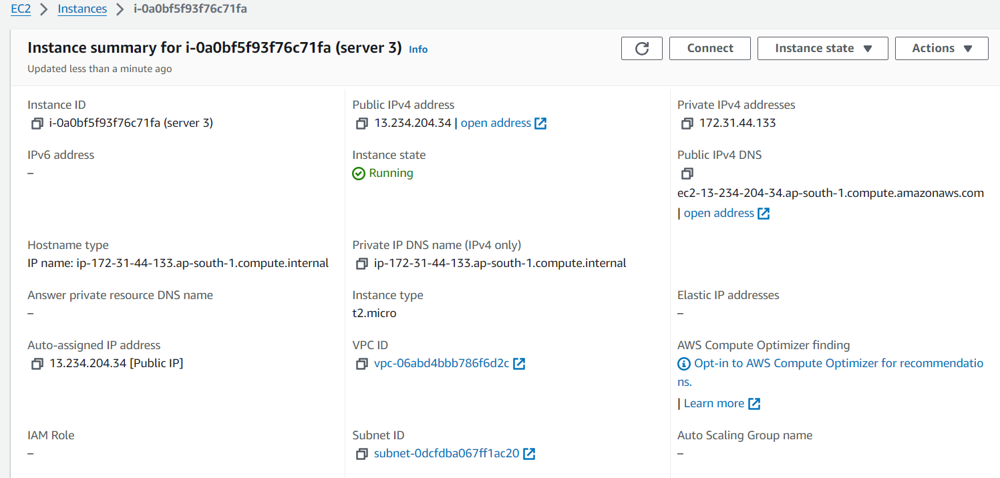 EC2 > Instances > i-0a0bf5f93f76c71fa
Instance summary for i-0a0bf5f93f76c71fa (server 3) Info
Updated less than a minute ago
Connect
Instance state
Actions
Instance ID
i-0a0bf5f93f76c71fa (server 3)
Public IPv4 address
13.234.204.34 | open address
Private IPv4 addresses
172.31.44.133
IPv6 address
–
Instance state
Running
Public IPv4 DNS
ec2-13-234-204-34.ap-south-1.compute.amazonaws.com
| open address
Hostname type
IP name: ip-172-31-44-133.ap-south-1.compute.internal
Private IP DNS name (IPv4 only)
ip-172-31-44-133.ap-south-1.compute.internal
Answer private resource DNS name
–
Instance type
t2.micro
Elastic IP addresses
–
Auto-assigned IP address
13.234.204.34 [Public IP]
VPC ID
vpc-06abd4bbb786f6d2c
AWS Compute Optimizer finding
Opt-in to AWS Compute Optimizer for recommendatio
ns.
| Learn more
IAM Role
–
Subnet ID
subnet-0dcfdba067ff1ac20
Auto Scaling Group name
–